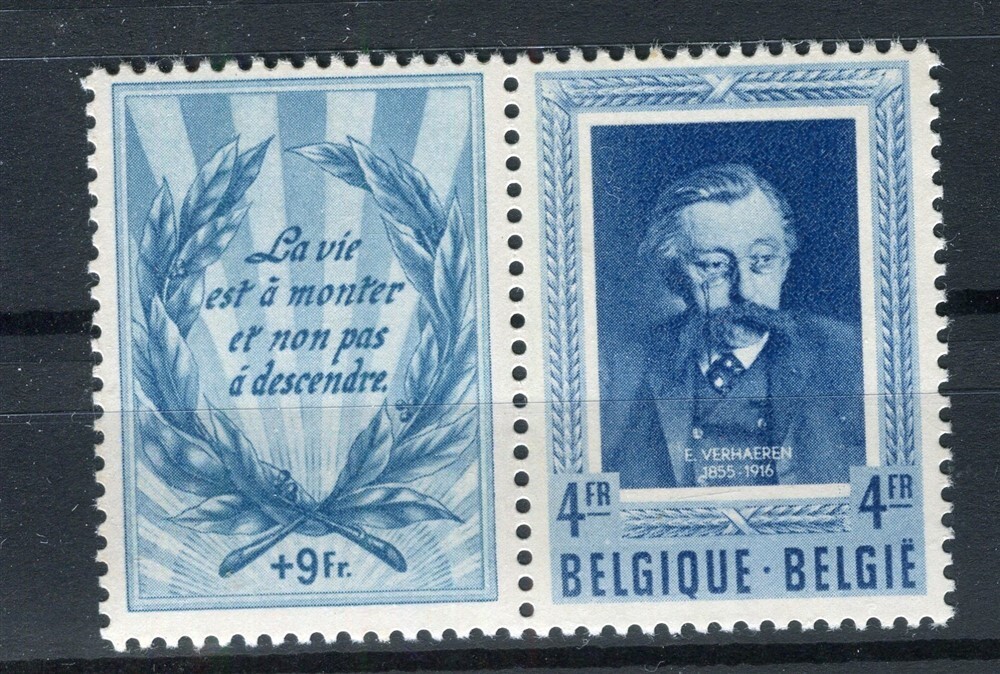 La vie
est à monter
et non pas
à descendre.
+9Fr.
E. VERHAEREN
1855-1916
4FR 4FR
BELGIQUE · BELGIË